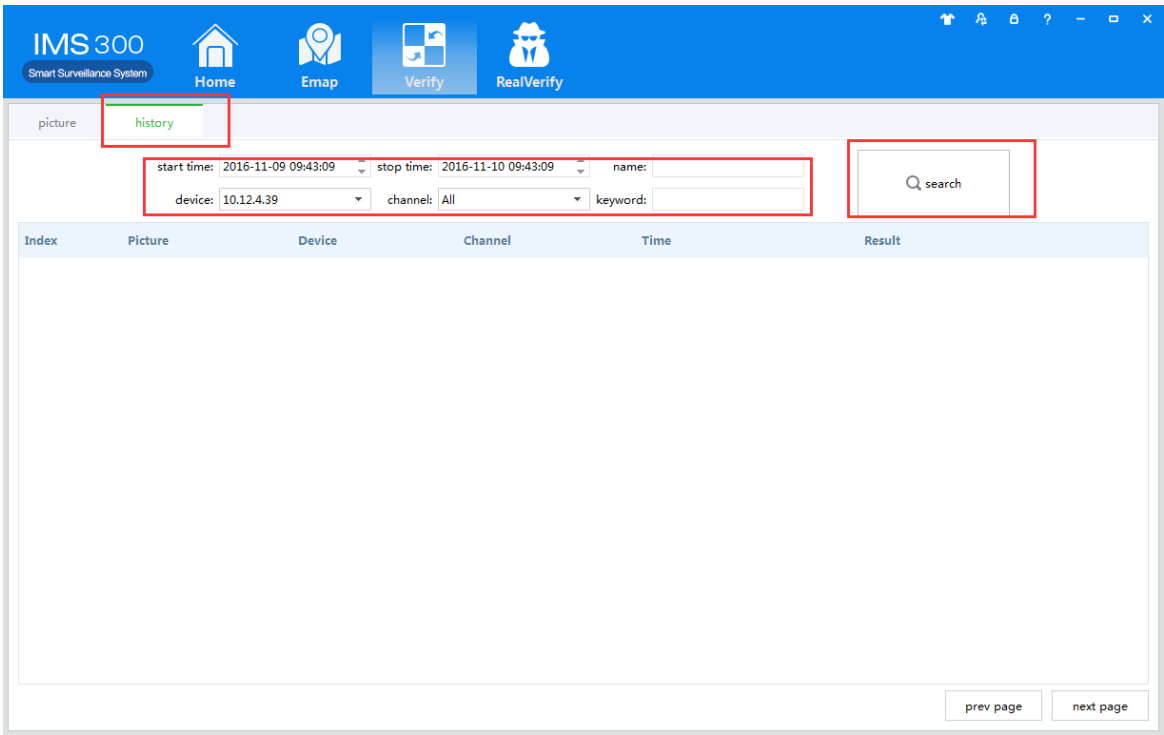 IMS 300
Smart Surveillance System
Home Emap Verify RealVerify
?
picture history
start time: 2016-11-09 09:43:09 stop time: 2016-11-10 09:43:09 name:
search
device: 10.12.4.39 channel: All keyword:
Index Picture Device Channel Time Result
prev page next page